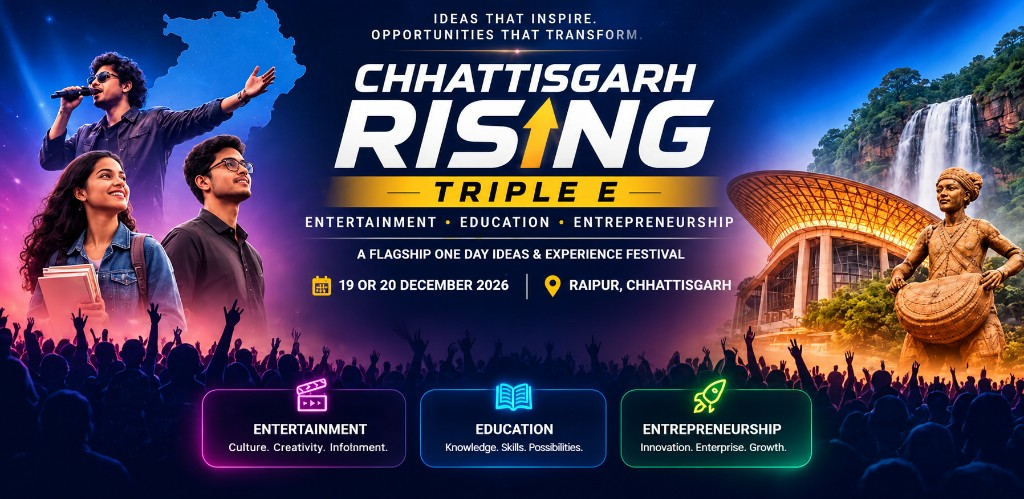 IDEAS THAT INSPIRE.
OPPORTUNITIES THAT TRANSFORM.
CHHATTISGARH
RISING
TRIPLE E
ENTERTAINMENT • EDUCATION • ENTREPRENEURSHIP
A FLAGSHIP ONE DAY IDEAS & EXPERIENCE FESTIVAL
19 OR 20 DECEMBER 2026 | RAIPUR, CHHATTISGARH
ENTERTAINMENT
Culture. Creativity. Infolnment.
EDUCATION
Knowledge. Skills. Possibilities.
ENTREPRENEURSHIP
Innovation. Enterprise. Growth.